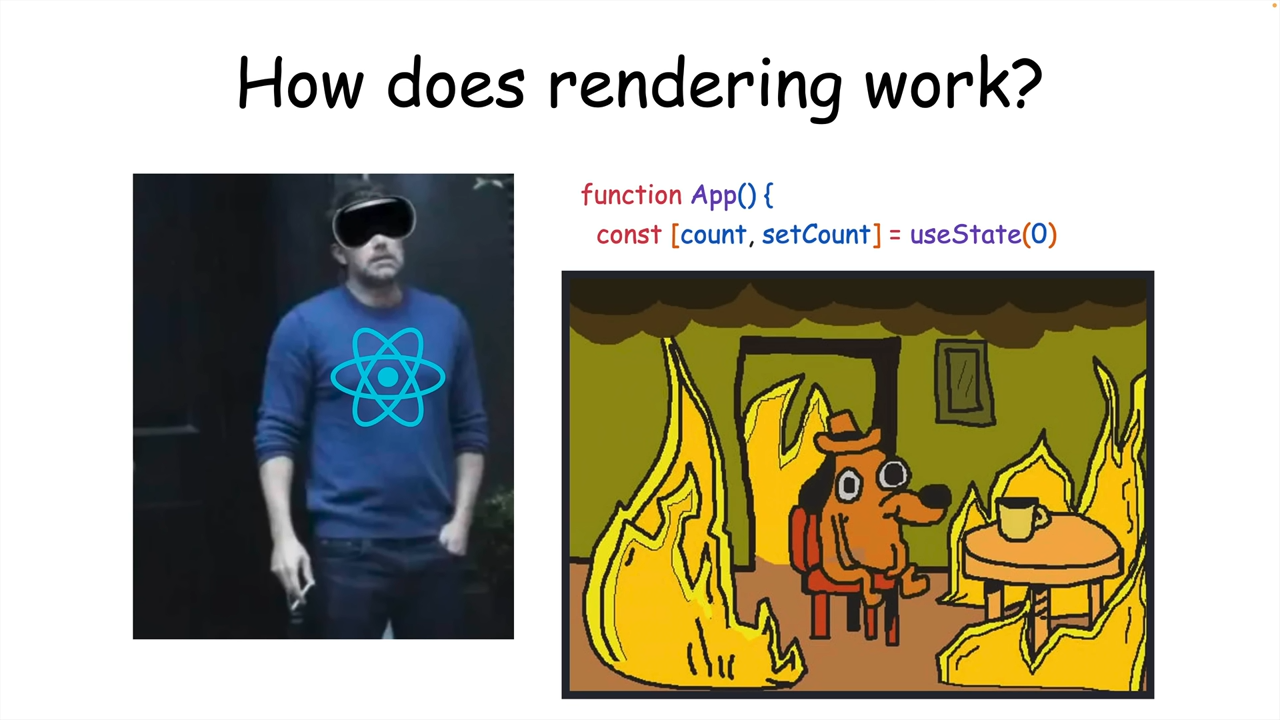 How does rendering work?
function App() {
const [count, setCount] = useState(0)